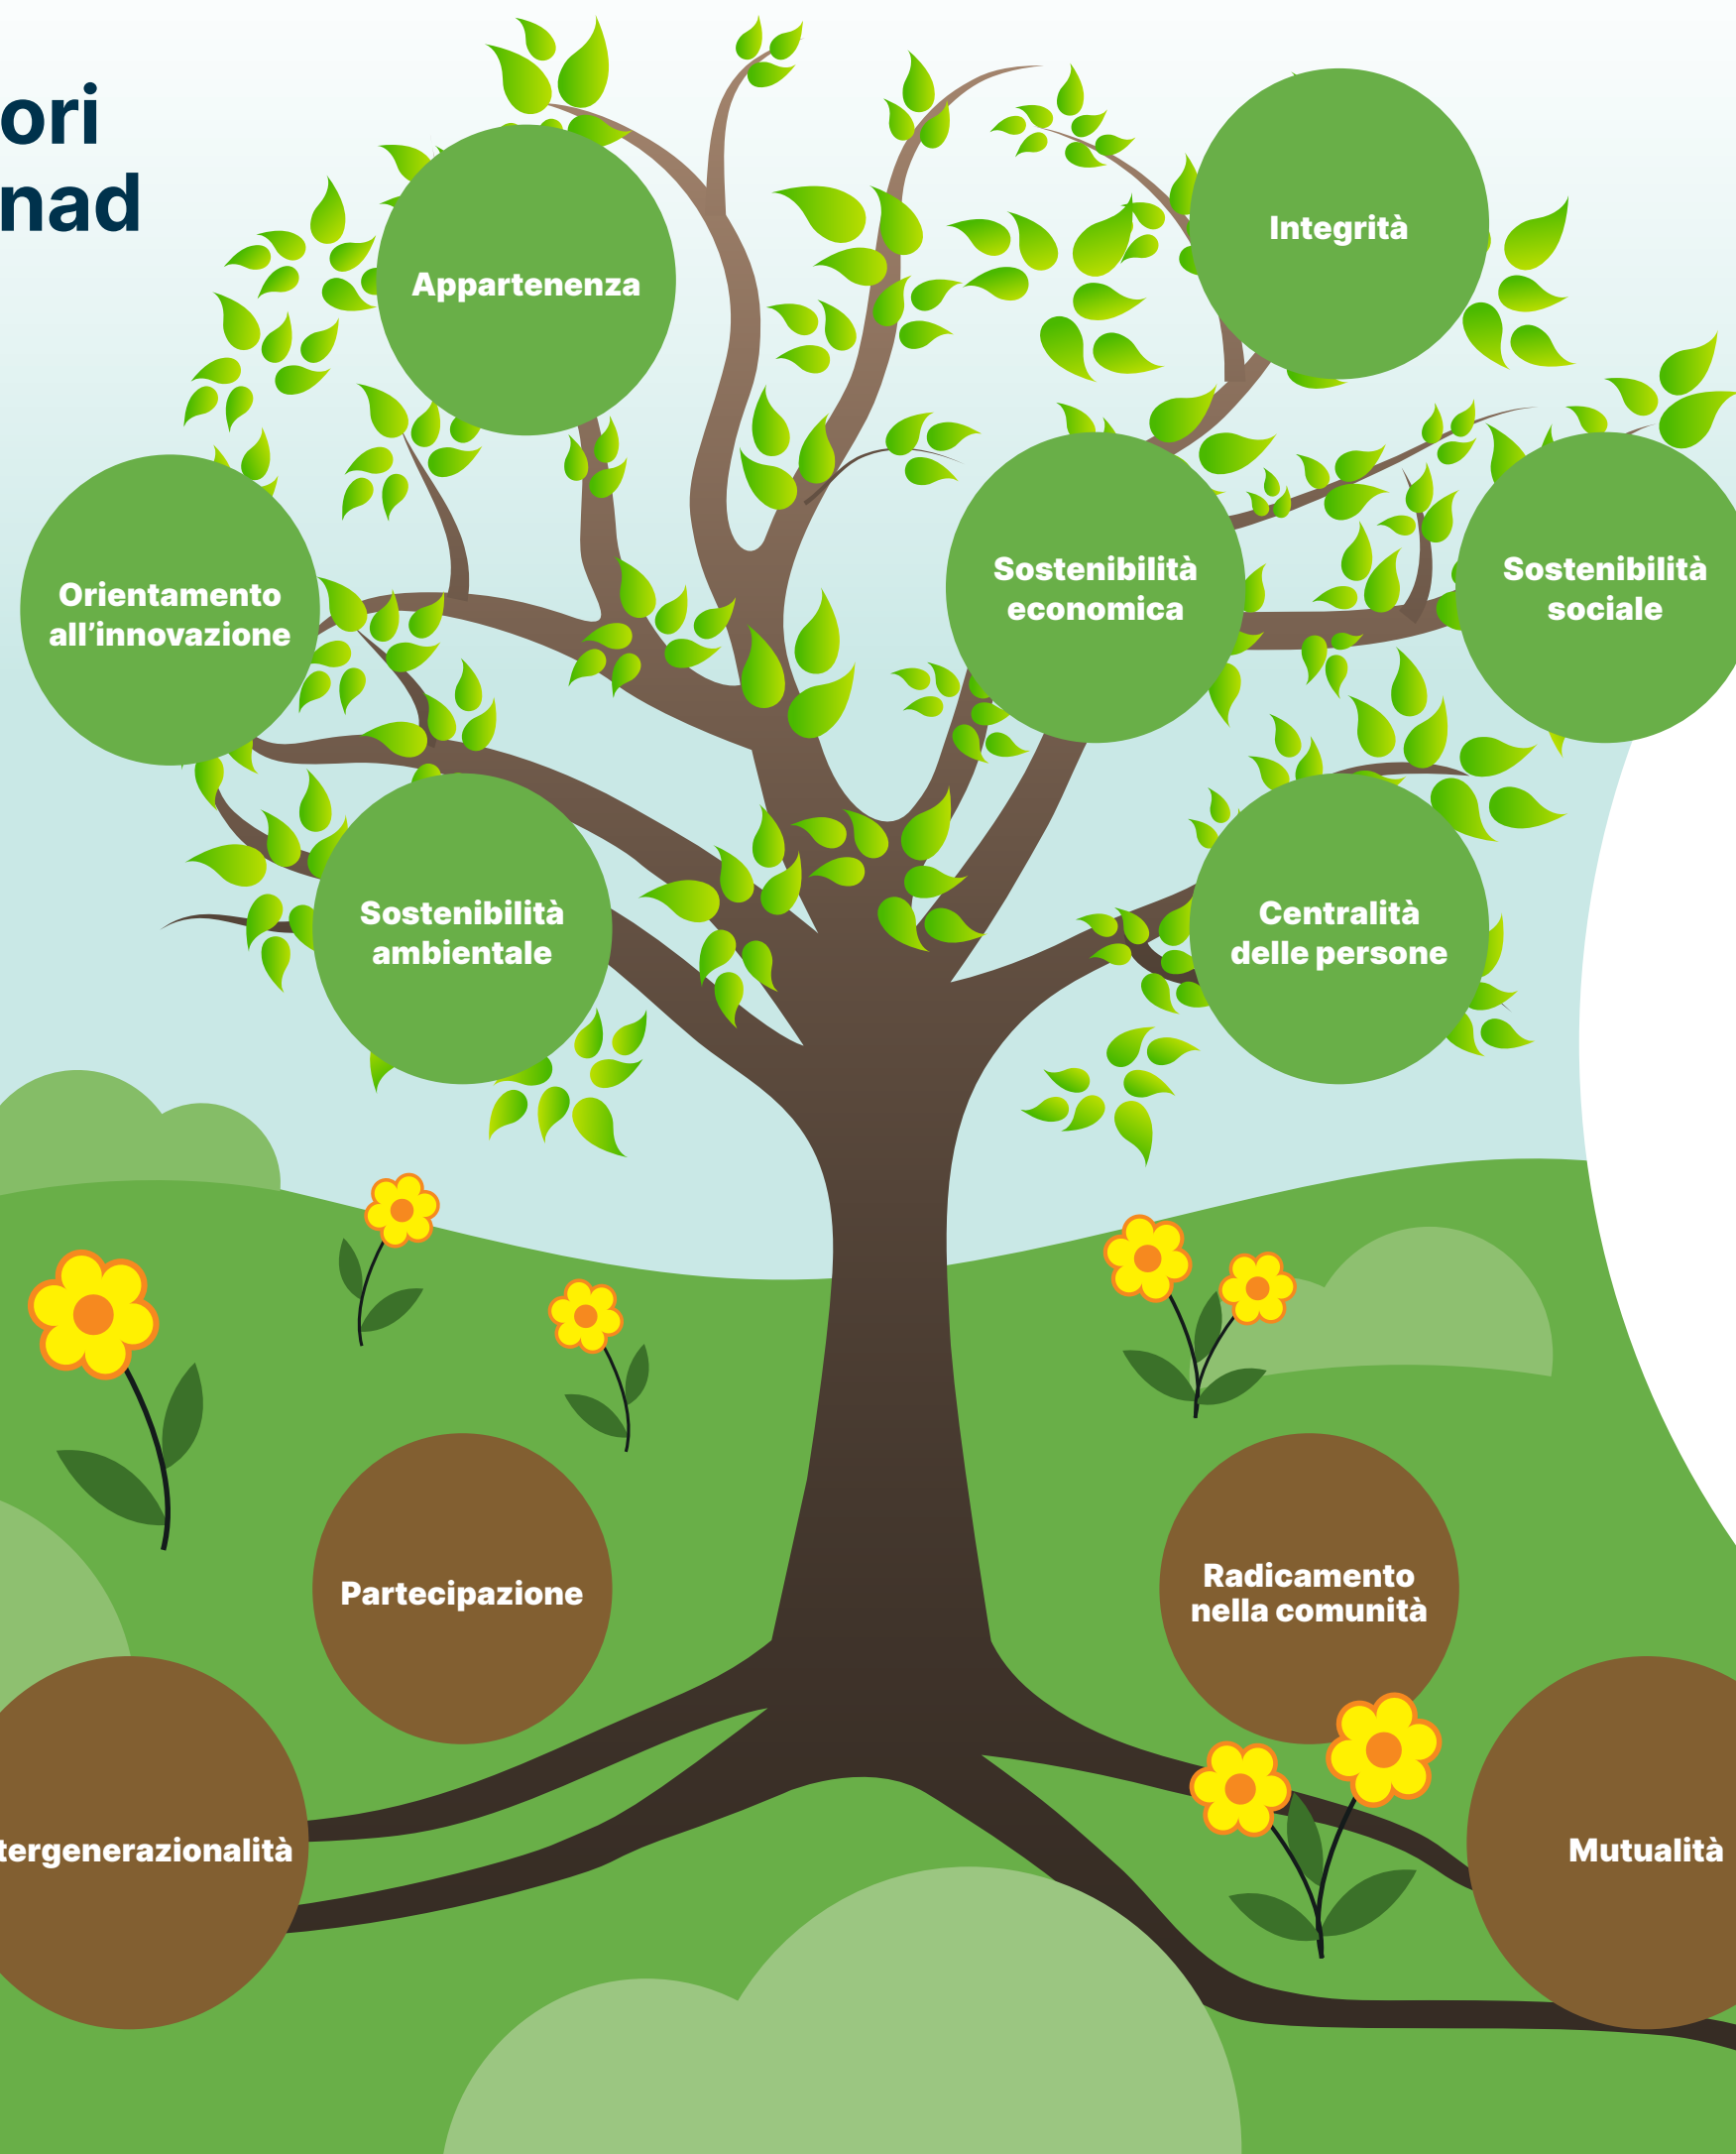 ori
nad
Integrità
Appartenenza
Sostenibilità
economica
Sostenibilità
sociale
Orientamento
all’innovazione
Sostenibilità
ambientale
Centralità
delle persone
Partecipazione
Radicamento
nella comunità
tergenerazionalità
Mutualità